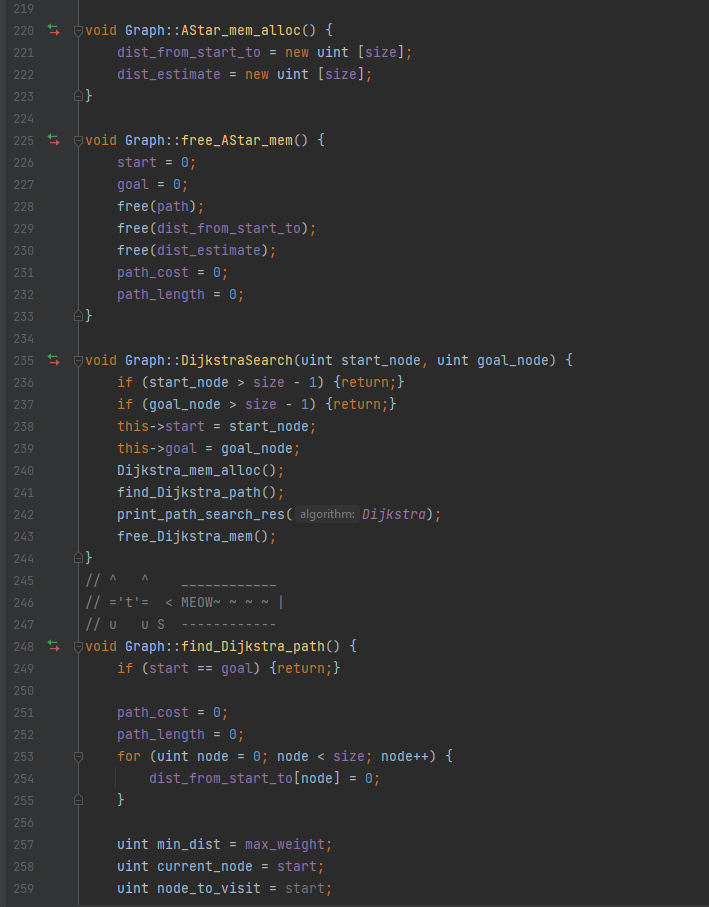 219
220 void Graph::AStar_mem_alloc() {
221     dist_from_start_to = new uint [size];
222     dist_estimate = new uint [size];
223 }
224
225 void Graph::free_AStar_mem() {
226     start = 0;
227     goal = 0;
228     free(path);
229     free(dist_from_start_to);
230     free(dist_estimate);
231     path_cost = 0;
232     path_length = 0;
233 }
234
235 void Graph::DijkstraSearch(uint start_node, uint goal_node) {
236     if (start_node > size - 1) {return;}
237     if (goal_node > size - 1) {return;}
238     this->start = start_node;
239     this->goal = goal_node;
240     Dijkstra_mem_alloc();
241     find_Dijkstra_path();
242     print_path_search_res( algorithm: Dijkstra);
243     free_Dijkstra_mem();
244 }
245 // ^   ^    ____________
246 // ='t'=  < MEOW~ ~ ~ ~ |
247 // u   u S  ------------
248 void Graph::find_Dijkstra_path() {
249     if (start == goal) {return;}
250
251     path_cost = 0;
252     path_length = 0;
253     for (uint node = 0; node < size; node++) {
254         dist_from_start_to[node] = 0;
255     }
256
257     uint min_dist = max_weight;
258     uint current_node = start;
259     uint node_to_visit = start;